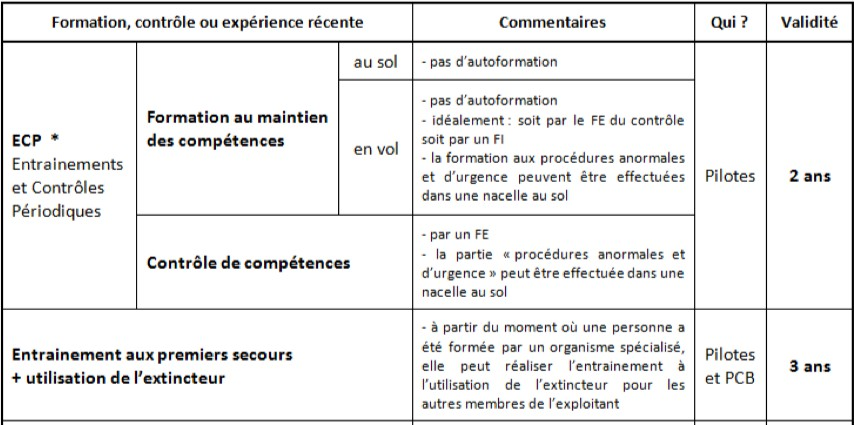 Formation, contrôle ou expérience récente Commentaires Qui ? Validité
ECP *
Entrainements
et Contrôles
Périodiques
Formation au maintien
des compétences
au sol
- pas d'autoformation
en vol
- pas d'autoformation
- idéalement : soit par le FE du contrôle
soit par un FI
- la formation aux procédures anormales
et d'urgence peuvent être effectuées
dans une nacelle au sol
Contrôle de compétences
- par un FE
- la partie « procédures anormales et
d'urgence » peut être effectuée dans une
nacelle au sol
Pilotes
2 ans
Entrainement aux premiers secours
+ utilisation de l'extincteur
- à partir du moment où une personne a
été formée par un organisme spécialisé,
elle peut réaliser l'entrainement à
l'utilisation de l'extincteur pour les
autres membres de l'exploitant
Pilotes
et PCB
3 ans